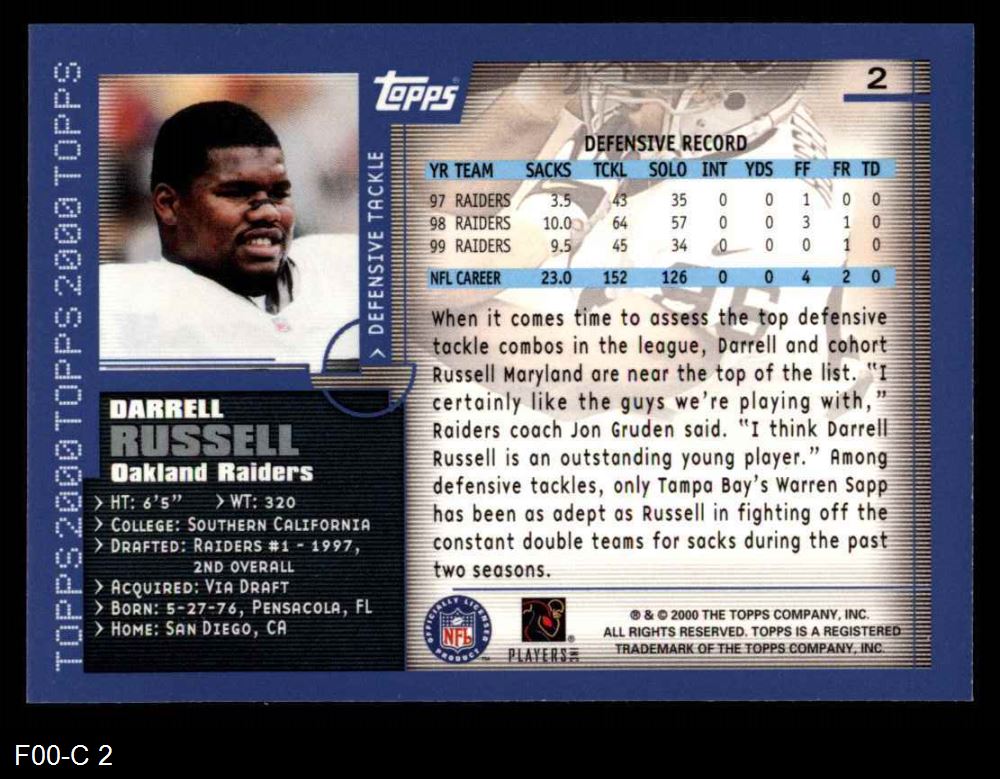 TOPPS2000TOPPS2000TOPPS2000TOPPS
Topps
2
> DEFENSIVE TACKLE
DARRELL
RUSSELL
Oakland Raiders
> HT: 6'5” > WT: 320
> COLLEGE: SOUTHERN CALIFORNIA
> DRAFTED: RAIDERS #1 - 1997,
2ND OVERALL
> ACQUIRED: VIA DRAFT
> BORN: 5-27-76, PENSACOLA, FL
> HOME: SAN DIEGO, CA
DEFENSIVE RECORD
YR TEAM SACKS TCKL SOLO INT YDS FF FR TD
97 RAIDERS 3.5 43 35 0 0 1 0 0
98 RAIDERS 10.0 64 57 0 0 3 1 0
99 RAIDERS 9.5 45 34 0 0 0 1 0
NFL CAREER 23.0 152 126 0 0 4 2 0
When it comes time to assess the top defensive
tackle combos in the league, Darrell and cohort
Russell Maryland are near the top of the list. “I
certainly like the guys we're playing with,”
Raiders coach Jon Gruden said. “I think Darrell
Russell is an outstanding young player.” Among
defensive tackles, only Tampa Bay's Warren Sapp
has been as adept as Russell in fighting off the
constant double teams for sacks during the past
two seasons.
OFFICIALLY LICENSED
NFL
PRODUCT ™
PLAYERS INC ®
® & © 2000 THE TOPPS COMPANY, INC.
ALL RIGHTS RESERVED. TOPPS IS A REGISTERED
TRADEMARK OF THE TOPPS COMPANY, INC.
F00-C 2